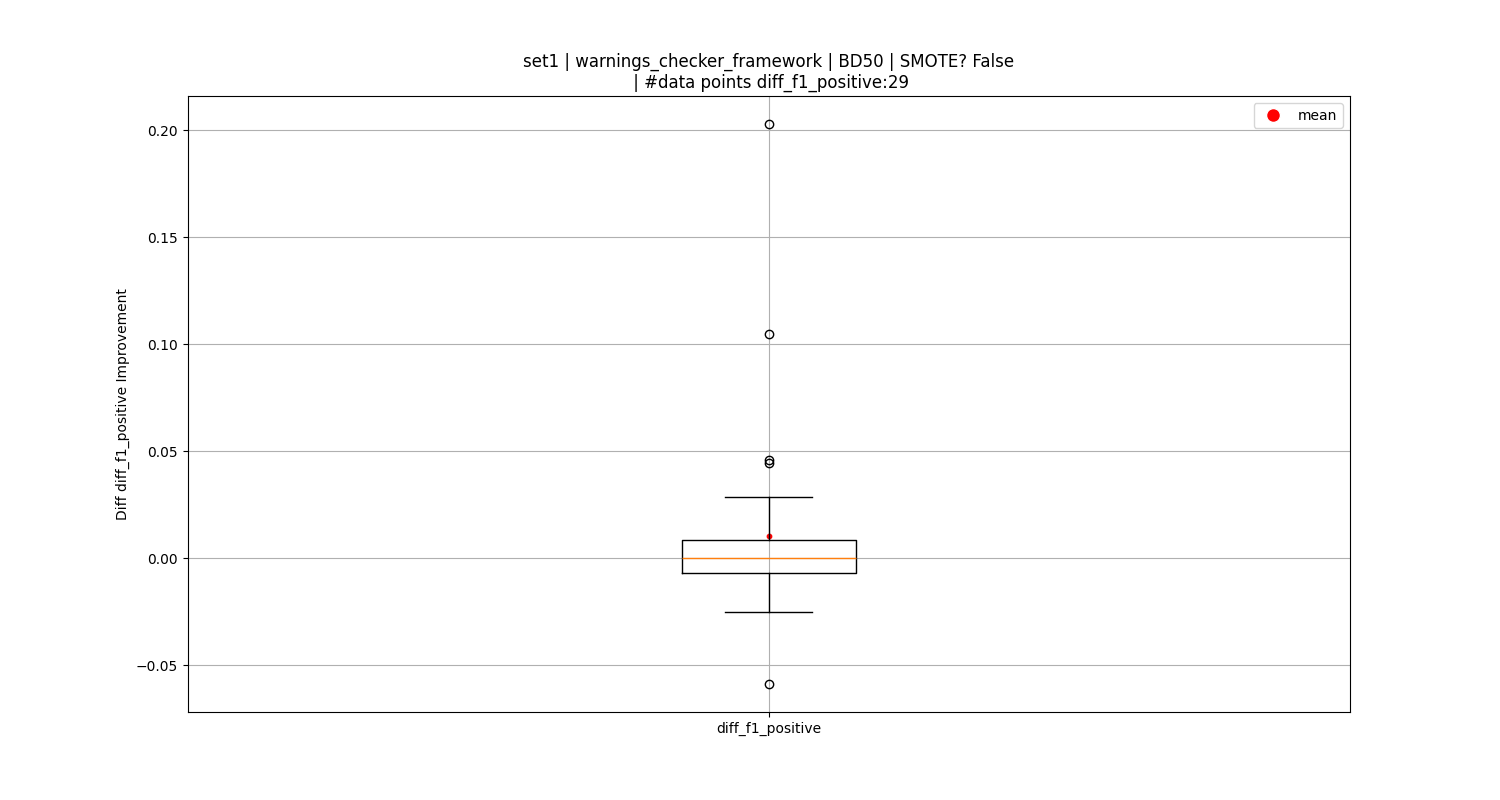 set1 | warnings_checker_framework | BD50 | SMOTE? False
| #data points diff_f1_positive:29
mean
0.20
0.15
0.10
0.05
0.00
−0.05
Diff diff_f1_positive Improvement
diff_f1_positive